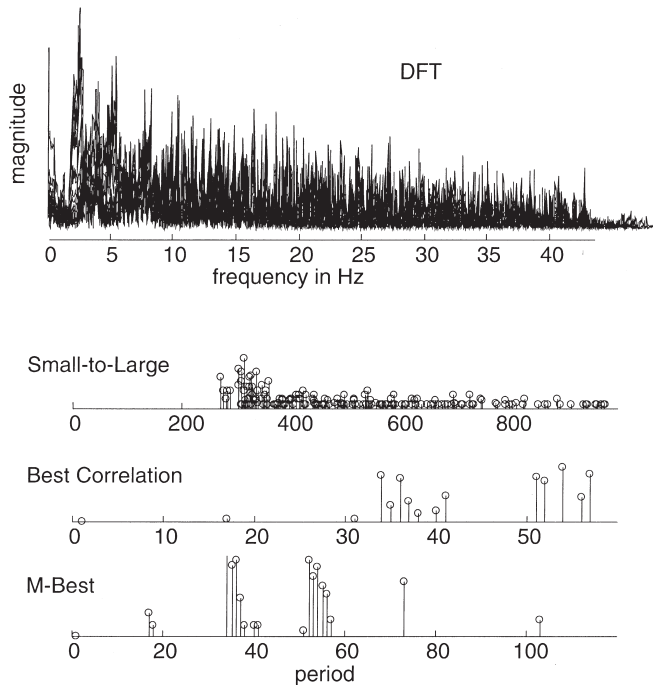 DFT
magnitude
0 5 10 15 20 25 30 35 40
frequency in Hz
Small-to-Large
0 200 400 600 800
Best Correlation
0 10 20 30 40 50
M-Best
0 20 40 60 80 100
period